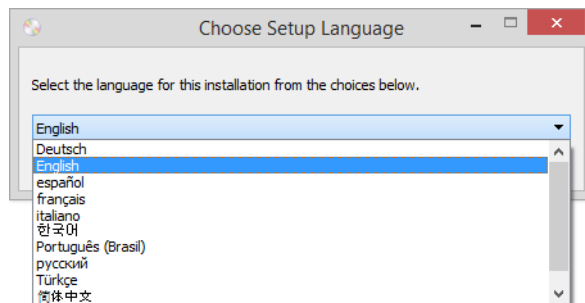 Choose Setup Language
Select the language for this installation from the choices below.
English
Deutsch
English
español
français
italiano
한국어
Português (Brasil)
русский
Türkçe
简体中文